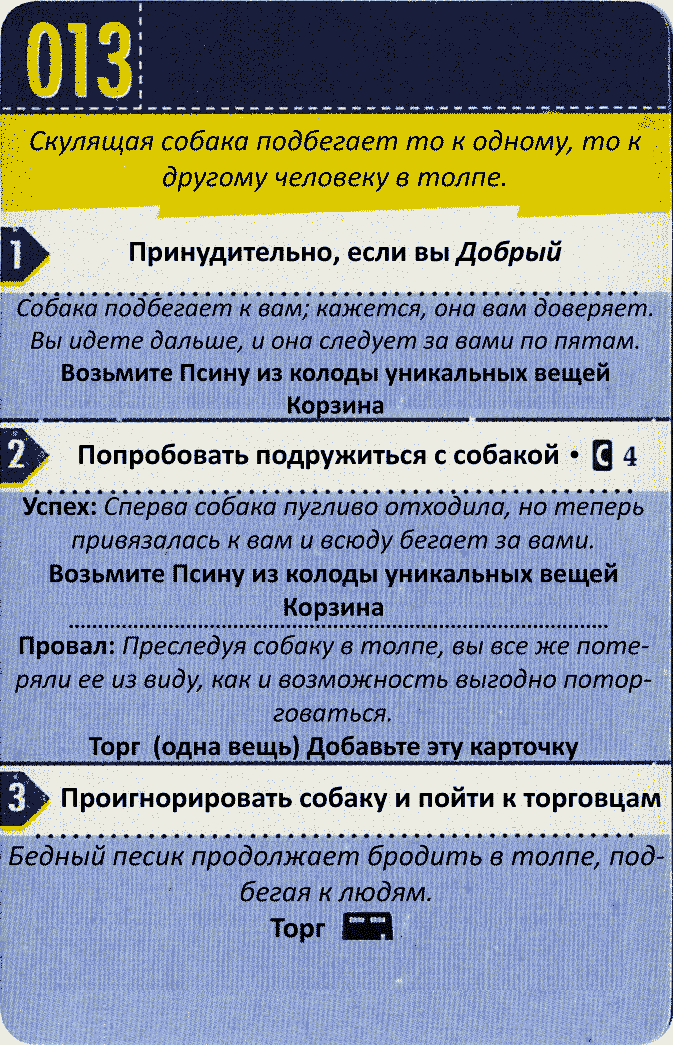 013
Скулящая собака подбегает то к одному, то к
другому человеку в толпе.
1 Принудительно, если вы Добрый
Собака подбегает к вам; кажется, она вам доверяет.
Вы идете дальше, и она следует за вами по пятам.
Возьмите Псину из колоды уникальных вещей
Корзина
2 Попробовать подружиться с собакой • C 4
Успех: Сперва собака пугливо отходила, но теперь
привязалась к вам и всюду бегает за вами.
Возьмите Псину из колоды уникальных вещей
Корзина
Провал: Преследуя собаку в толпе, вы все же поте-
ряли ее из виду, как и возможность выгодно потор-
говаться.
Торг (одна вещь) Добавьте эту карточку
3 Проигнорировать собаку и пойти к торговцам
Бедный песик продолжает бродить в толпе, под-
бегая к людям.
Торг